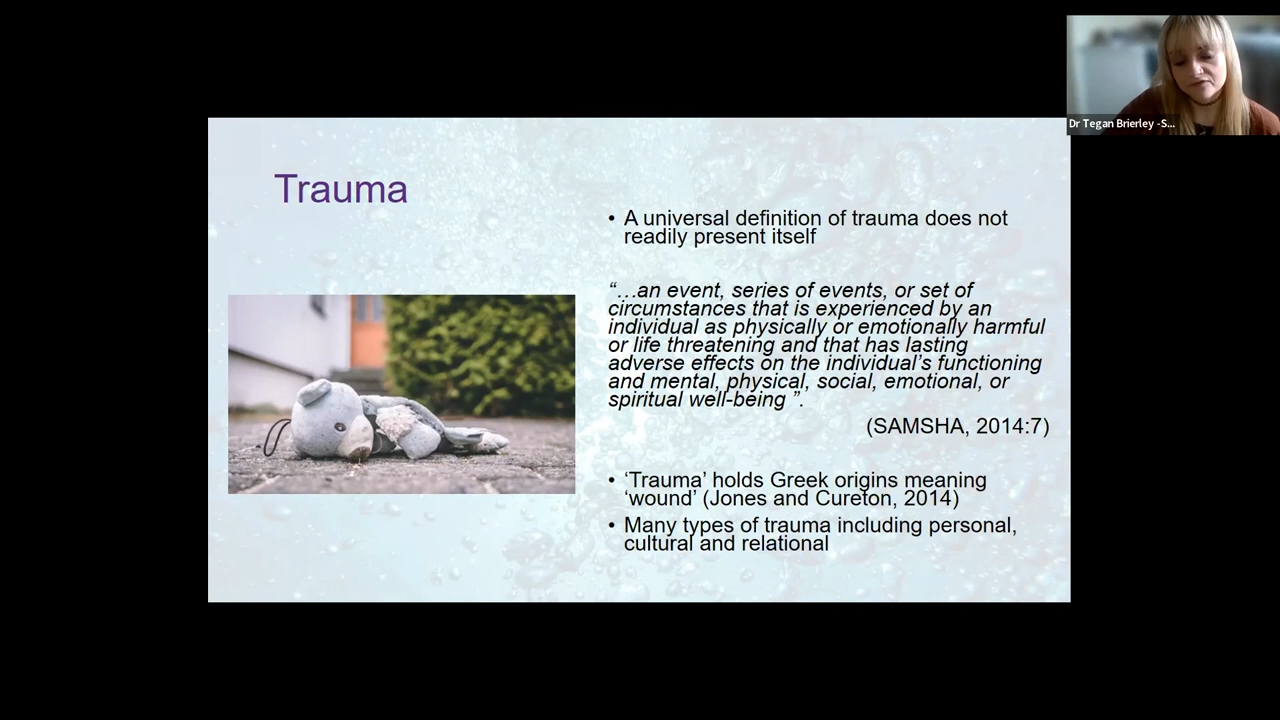 Dr Tegan Brierley -S...
Trauma
• A universal definition of trauma does not
readily present itself
“…an event, series of events, or set of
circumstances that is experienced by an
individual as physically or emotionally harmful
or life threatening and that has lasting
adverse effects on the individual’s functioning
and mental, physical, social, emotional, or
spiritual well-being ”.
(SAMSHA, 2014:7)
• ‘Trauma’ holds Greek origins meaning
‘wound’ (Jones and Cureton, 2014)
• Many types of trauma including personal,
cultural and relational